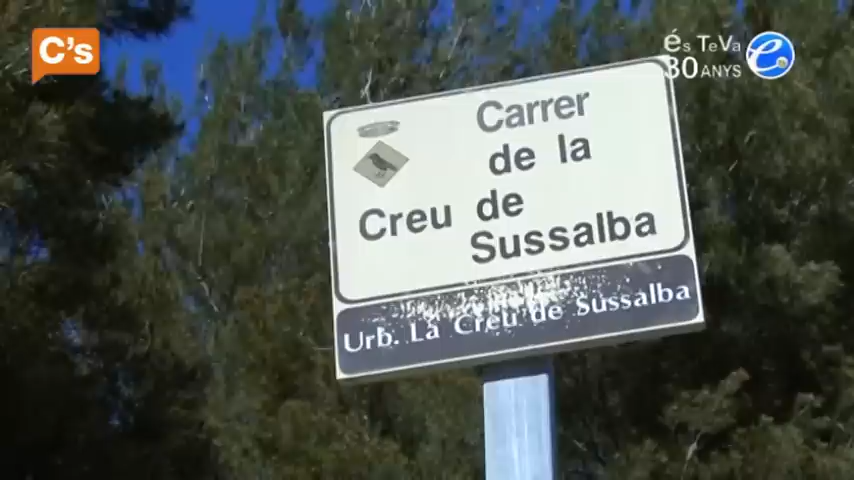 C's
és TeVa
30 ANYS
e
Carrer
de la
Creu de
Sussalba
Urb. La Creu de Sussalba